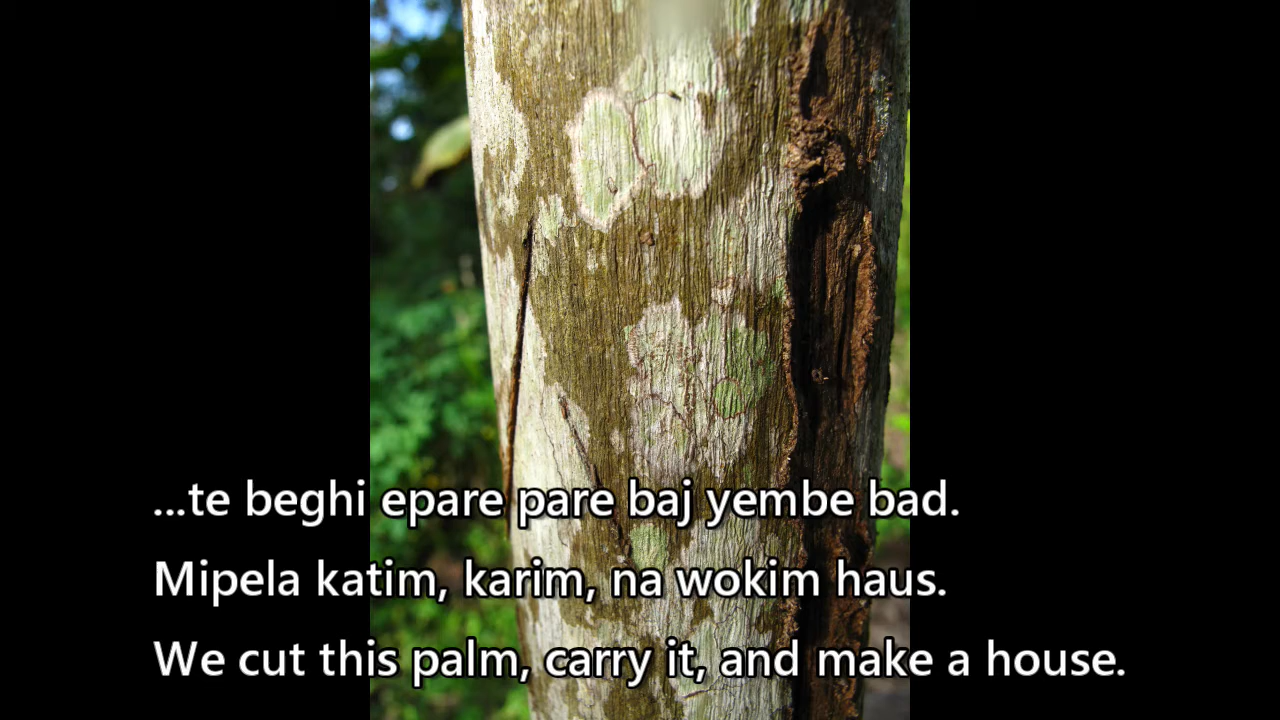 ...te beghi epare pare baj yembe bad.
Mipela katim, karim, na wokim haus.
We cut this palm, carry it, and make a house.